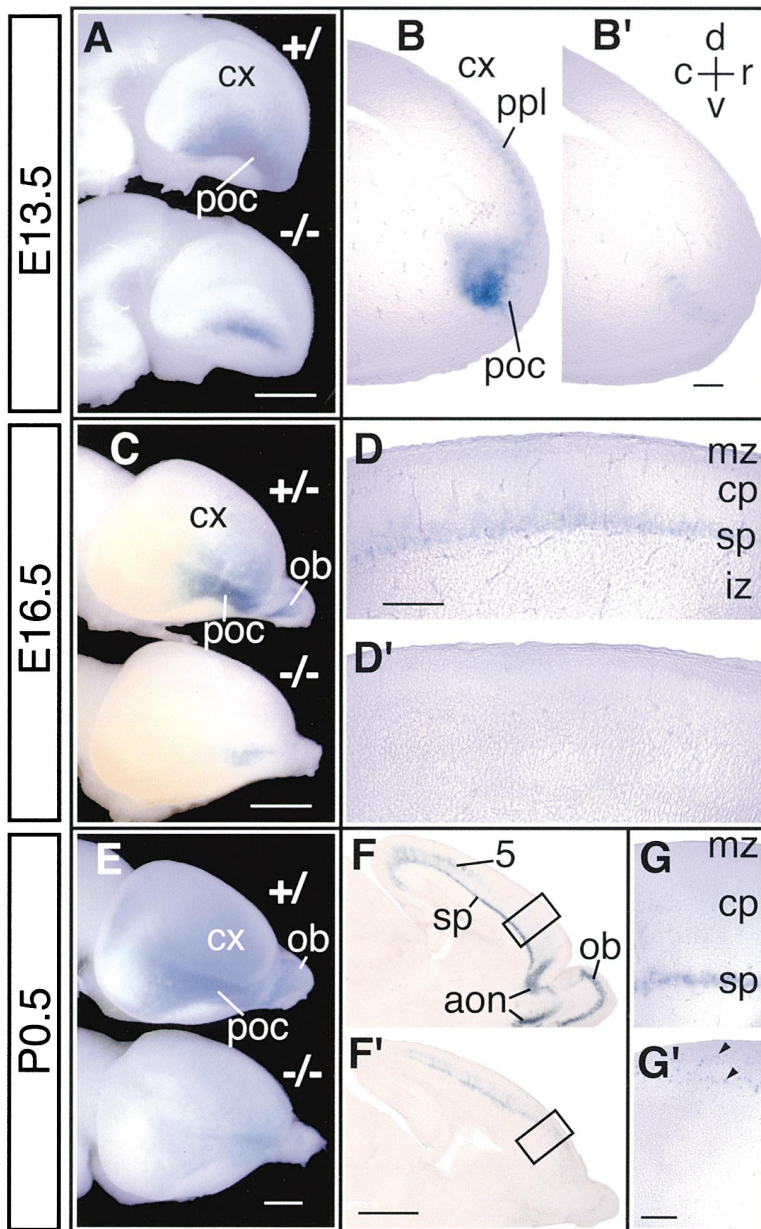 E13.5
A
+/
cx
poc
-/-
B
cx
ppl
poc
B'
d
c r
v
E16.5
C
+/-
cx
ob
poc
-/-
D
mz
cp
sp
iz
D'
P0.5
E
+/
cx
ob
poc
-/-
F
5
sp
ob
aon
F'
G
mz
cp
sp
G'